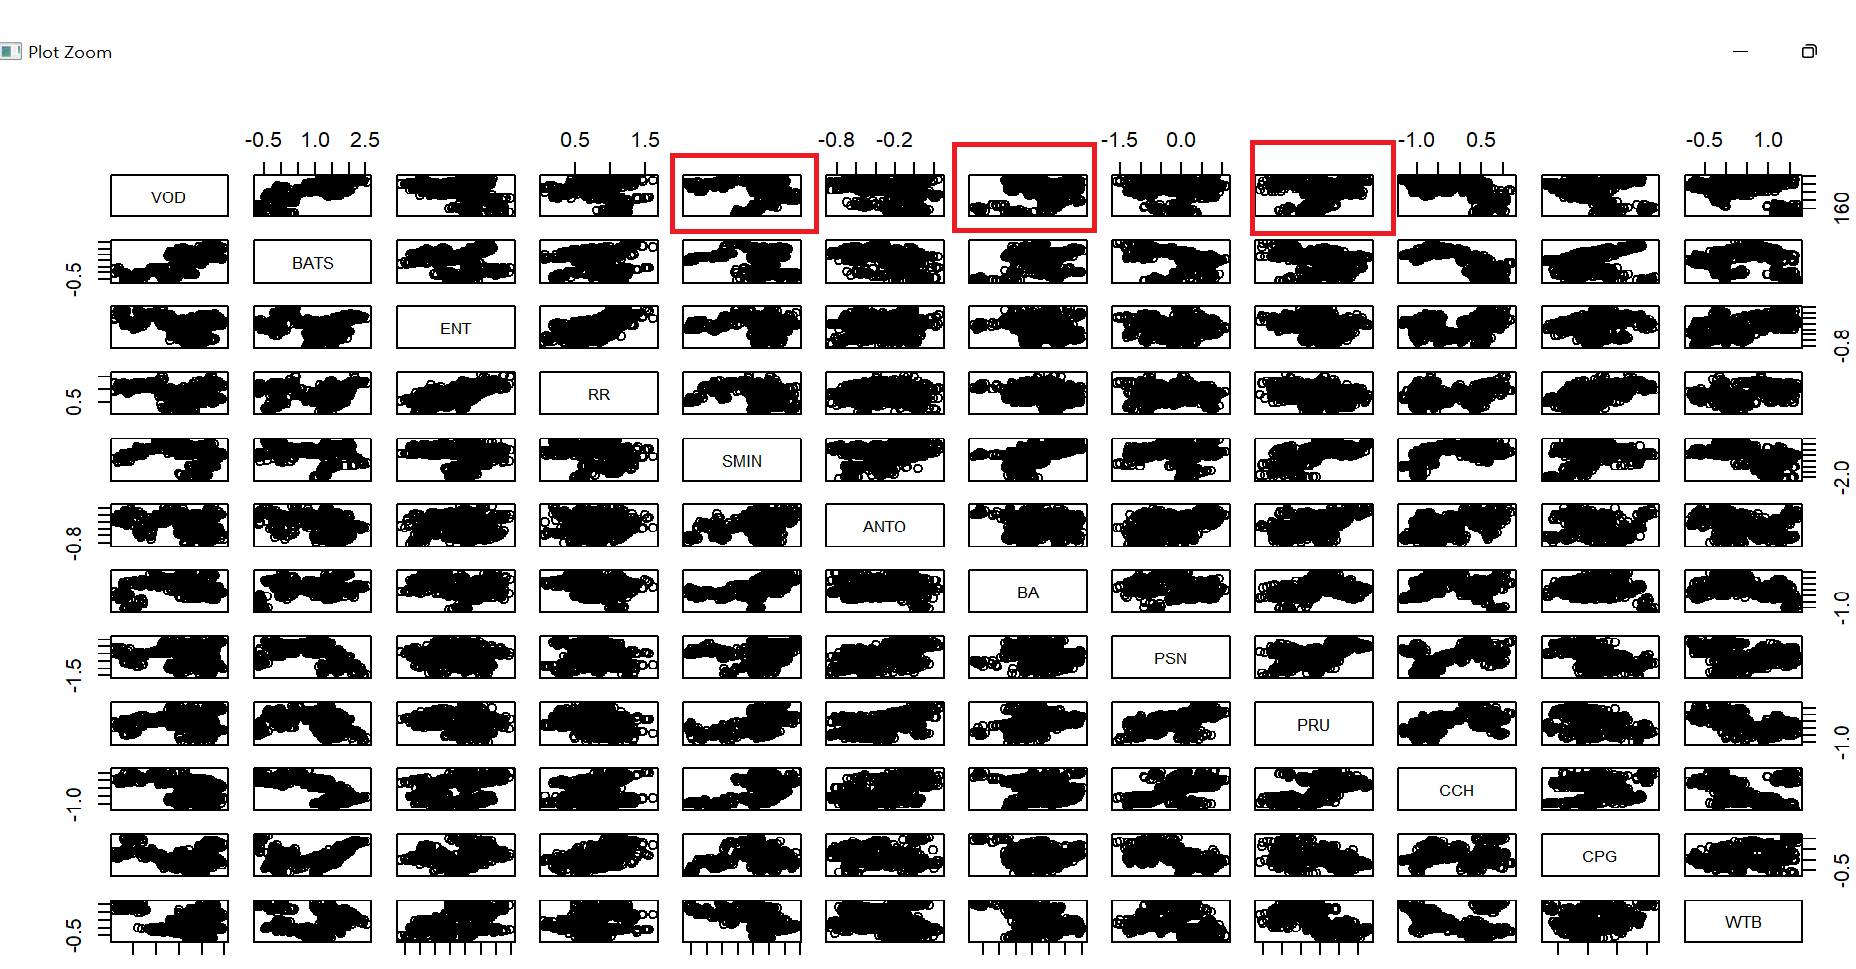 Plot Zoom
-0.5 1.0 2.5 0.5 1.5 -0.8 -0.2 -1.5 0.0 -1.0 0.5 -0.5 1.0
VOD 160
-0.5 BATS
ENT -0.8
0.5 RR
SMIN -2.0
-0.8 ANTO
BA -1.0
-1.5 PSN
PRU -1.0
-1.0 CCH
CPG -0.5
-0.5 WTB